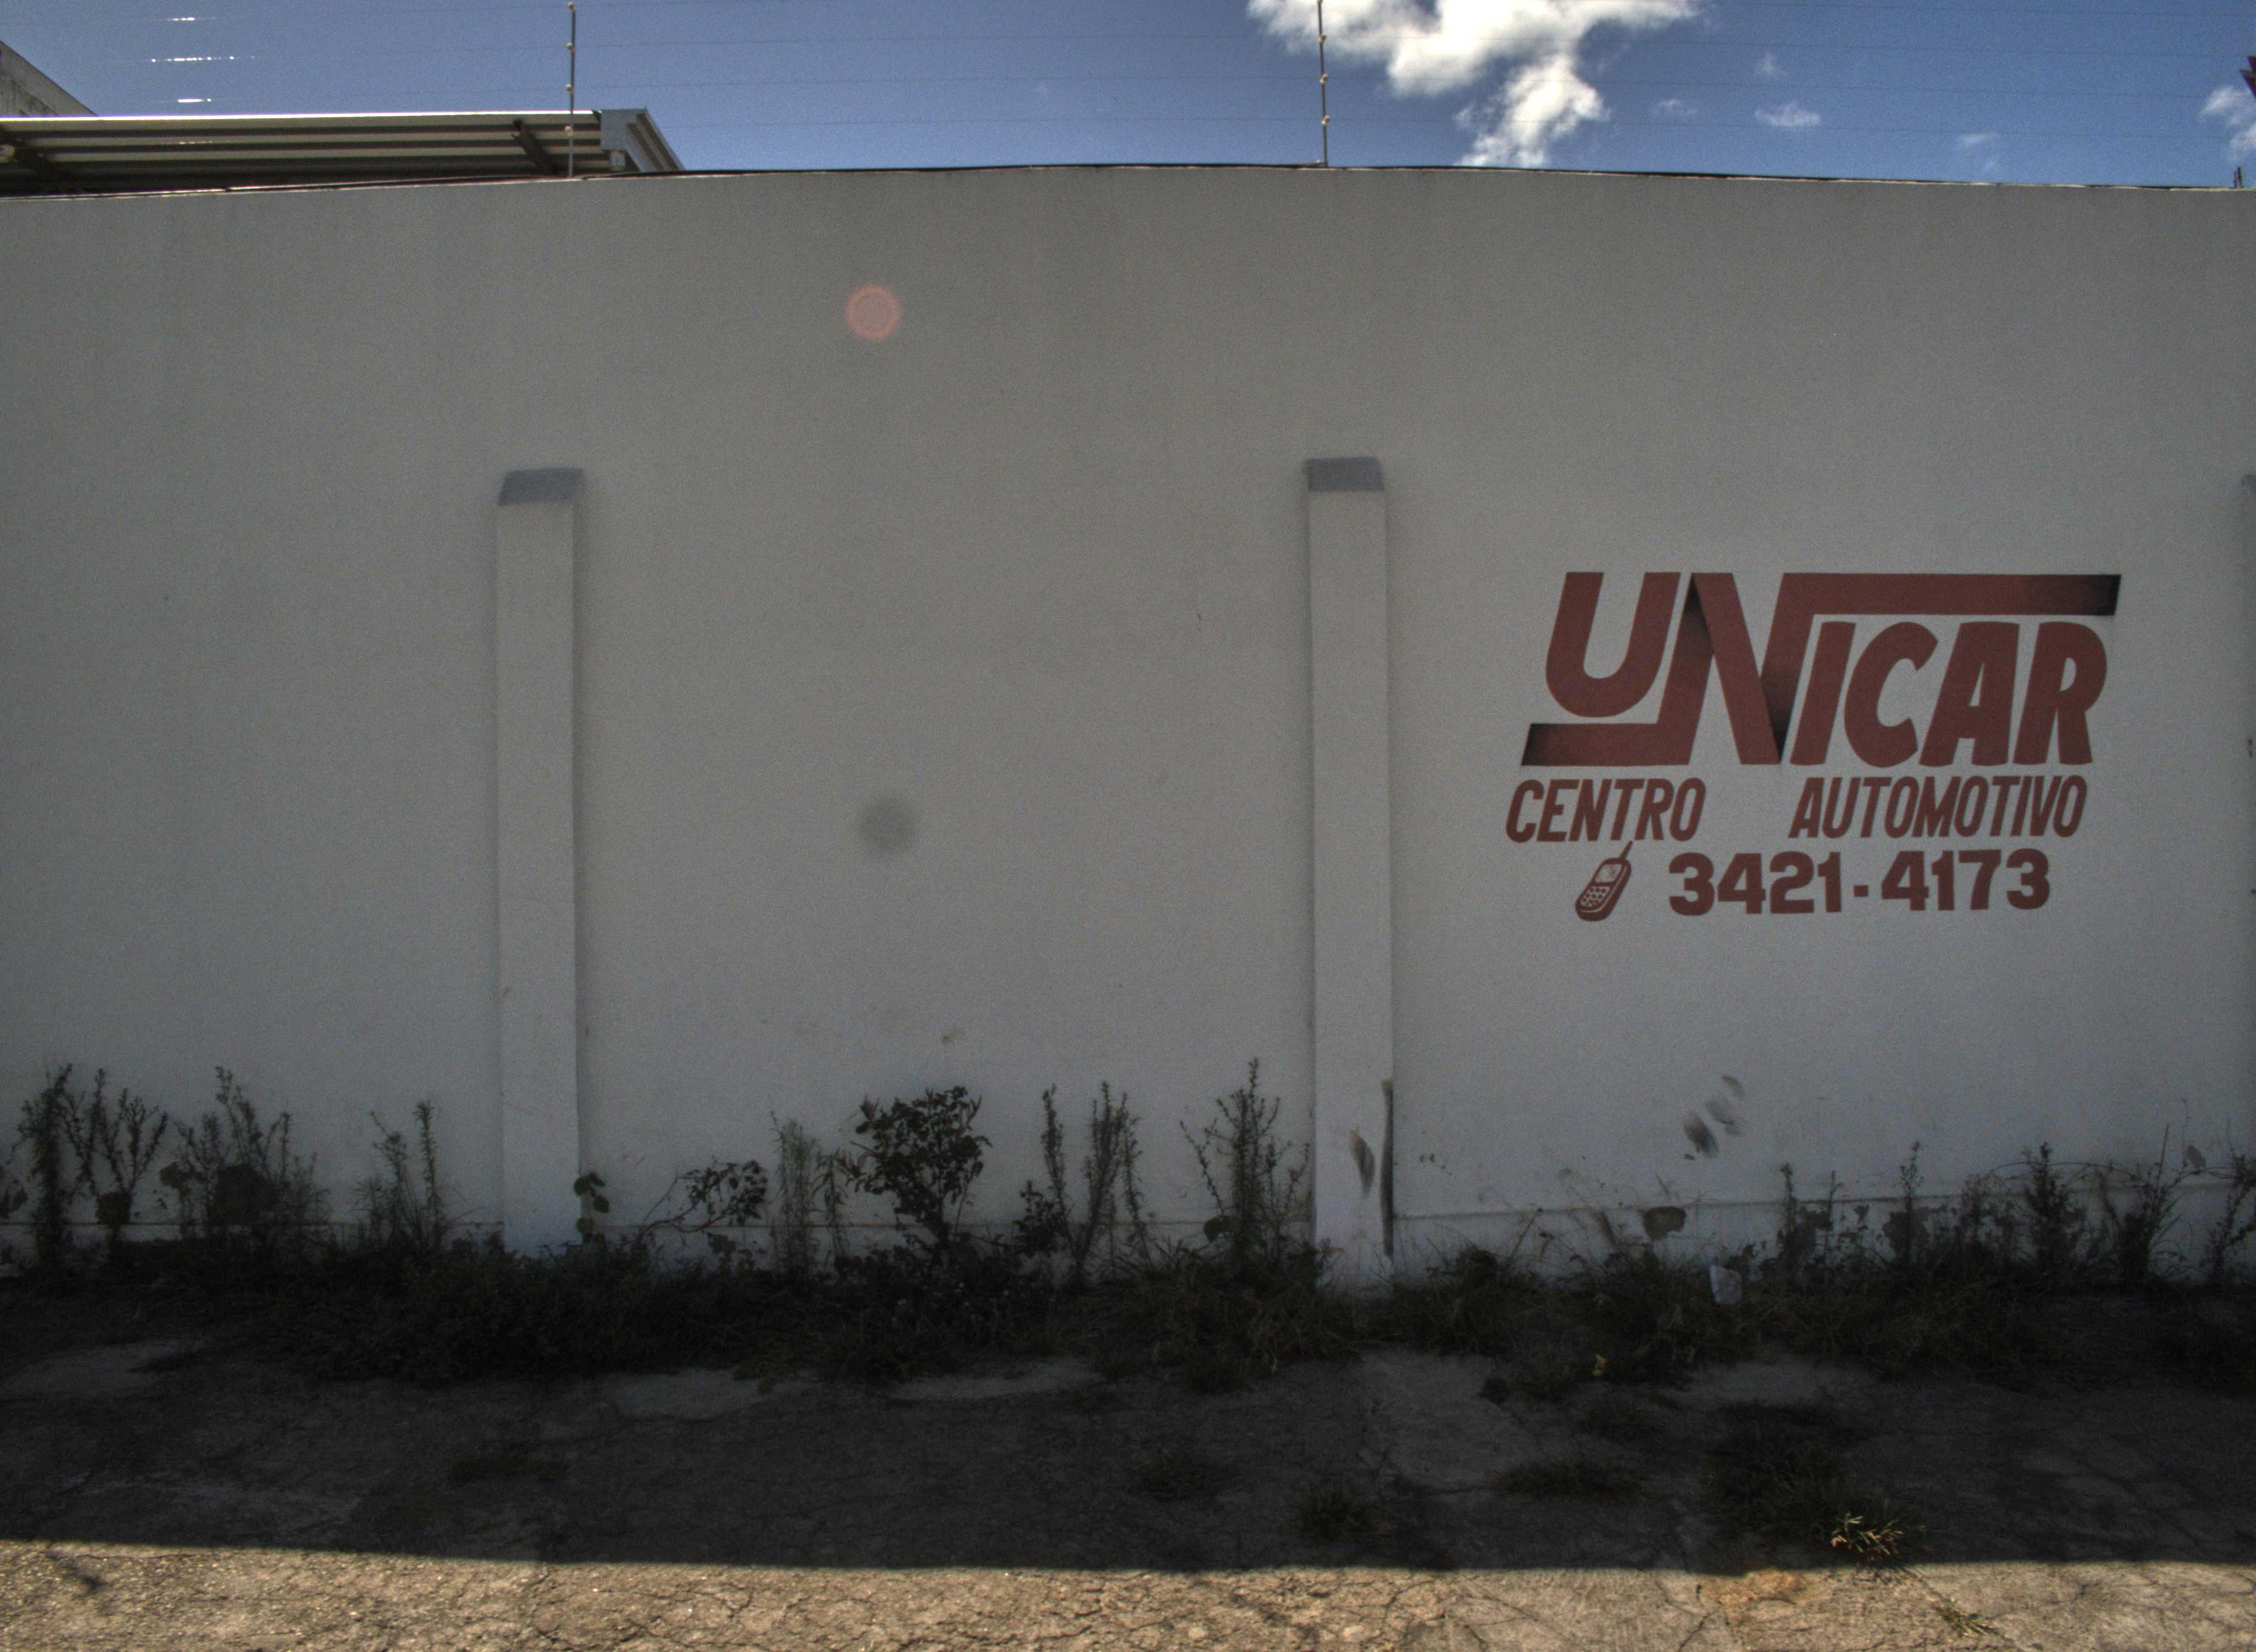 UNICAR
CENTRO AUTOMOTIVO
3421-4173